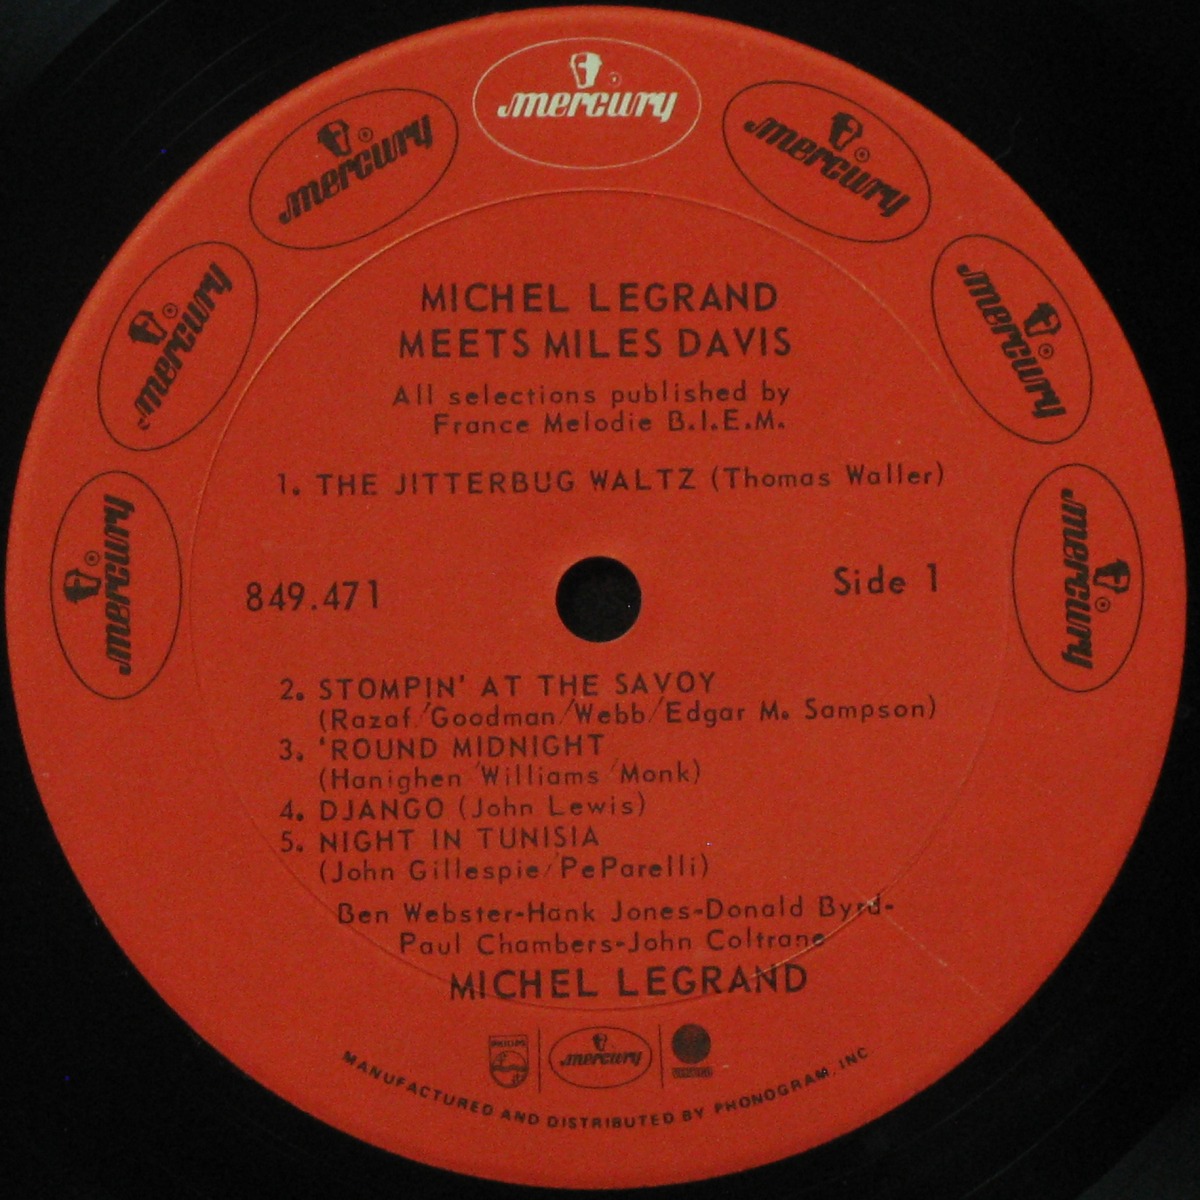 mercury
mercury
mercury
mercury
mercury
mercury
mercury
MICHEL LEGRAND
MEETS MILES DAVIS
All selections published by
France Melodie B.I.E.M.
1. THE JITTERBUG WALTZ (Thomas Waller)
849.471
Side 1
2. STOMPIN' AT THE SAVOY
(Razaf/Goodman/Webb/Edgar M. Sampson)
3. 'ROUND MIDNIGHT
(Hanighen/Williams/Monk)
4. DJANGO (John Lewis)
5. NIGHT IN TUNISIA
(John Gillespie/PeParelli)
Ben Webster-Hank Jones-Donald Byrd-
Paul Chambers-John Coltrane
MICHEL LEGRAND
PHILIPS
mercury
MANUFACTURED AND DISTRIBUTED BY PHONOGRAM, INC